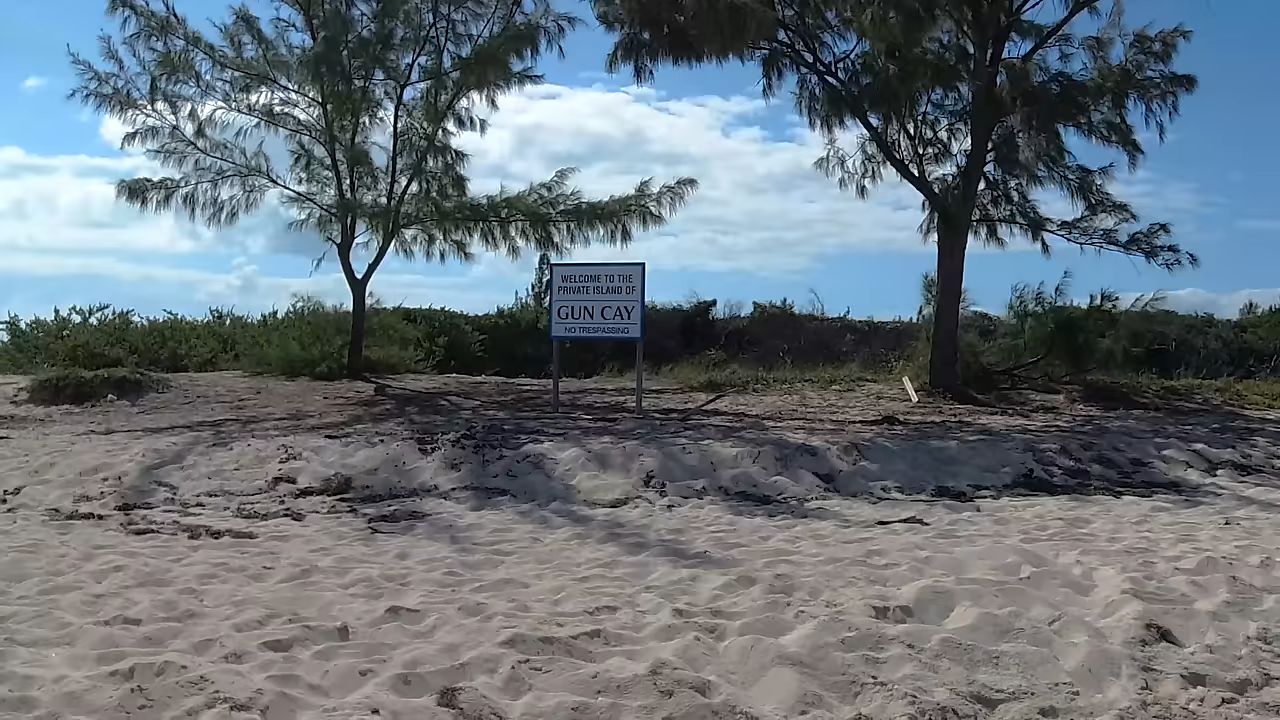 WELCOME TO THE
PRIVATE ISLAND OF
GUN CAY
NO TRESPASSING